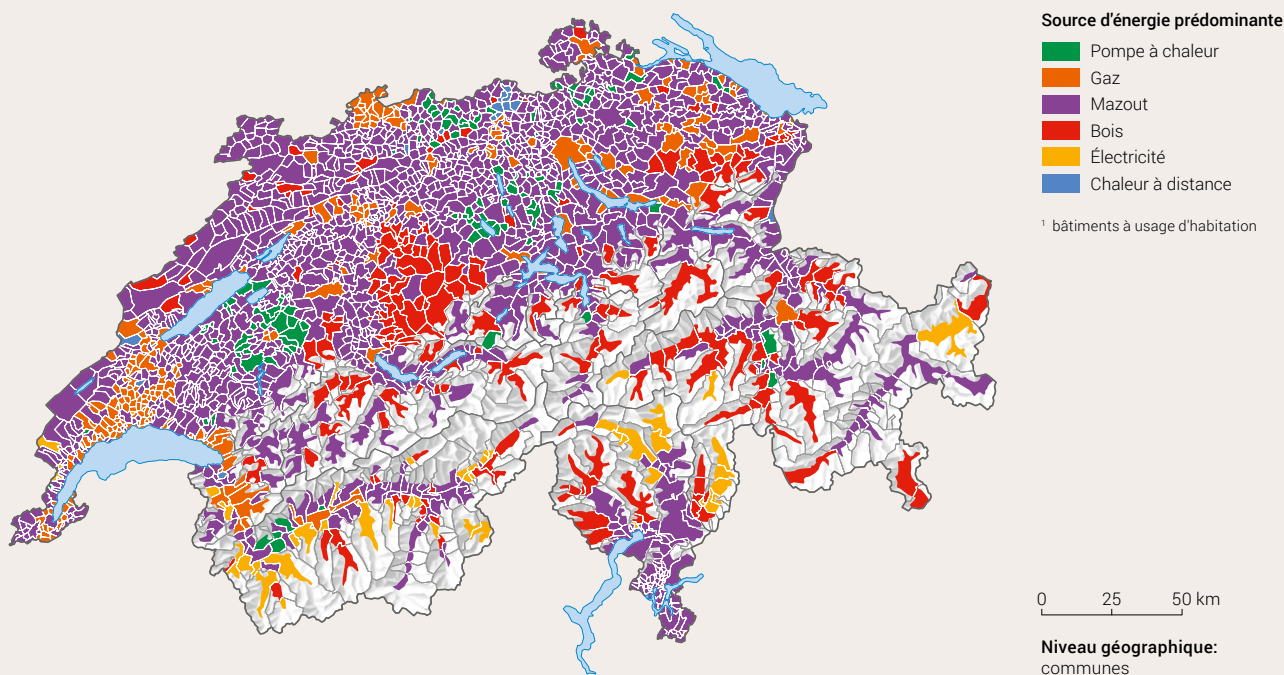 Source d'énergie prédominante
Pompe à chaleur
Gaz
Mazout
Bois
Électricité
Chaleur à distance
¹ bâtiments à usage d'habitation
0 25 50 km
Niveau géographique:
communes